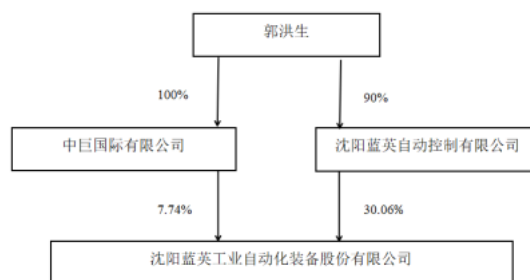 郭洪生
100%
90%
中巨国际有限公司
沈阳蓝英自动控制有限公司
7.74%
30.06%
沈阳蓝英工业自动化装备股份有限公司